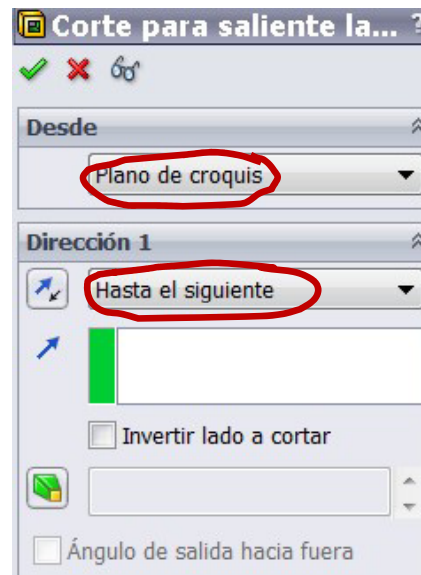 Corte para saliente la... ?
Desde
Plano de croquis
Dirección 1
Hasta el siguiente
Invertir lado a cortar
Ángulo de salida hacia fuera